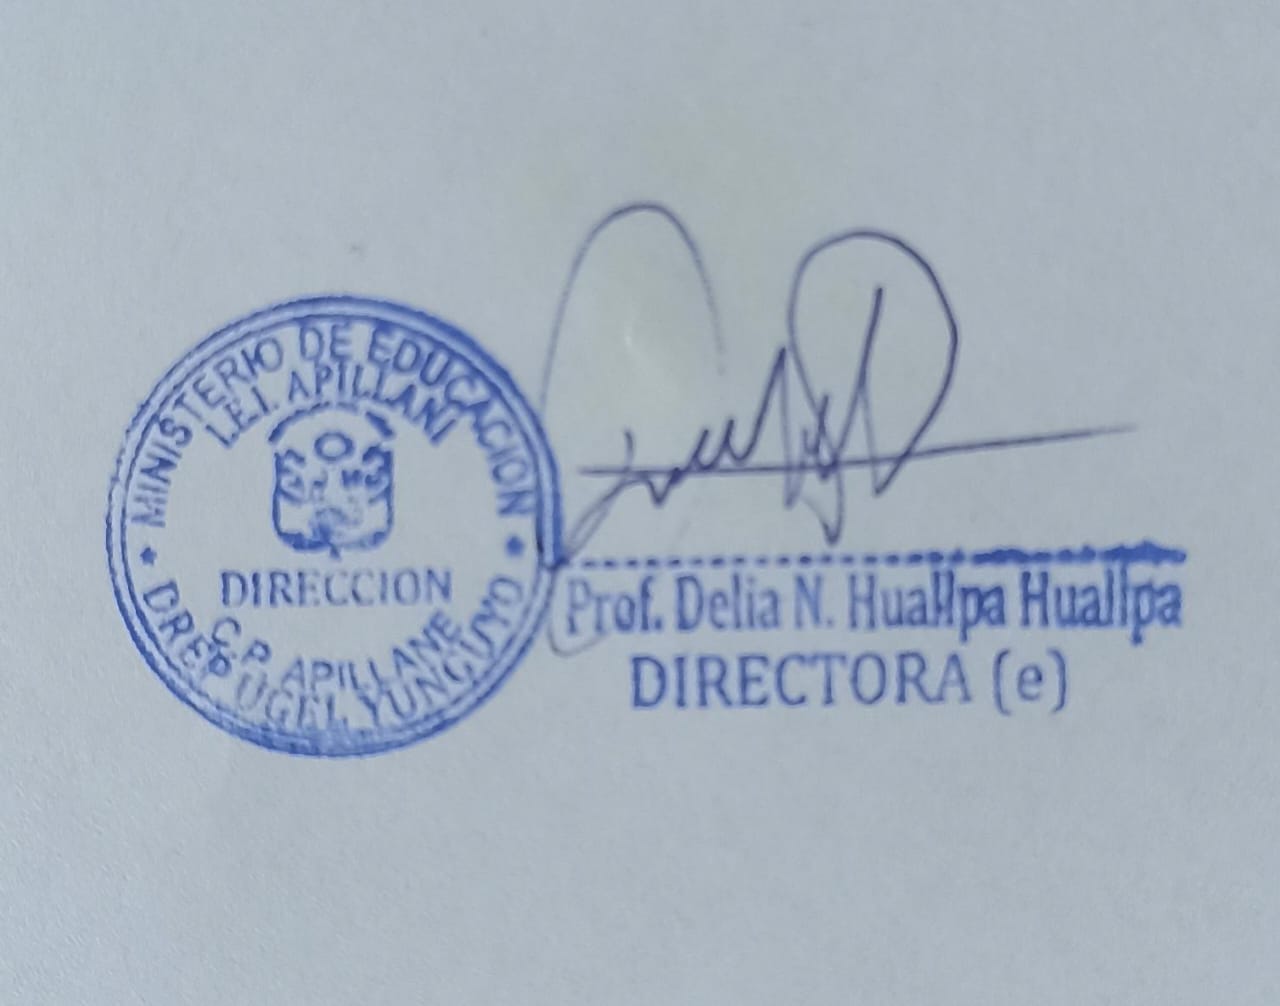 MINISTERIO DE EDUCACION
I.E.I. APILLANI
DIRECCION
C.P. APILLANE
DREP UGEL YUNGUYO
Prof. Delia N. Huallpa Huallpa
DIRECTORA (e)